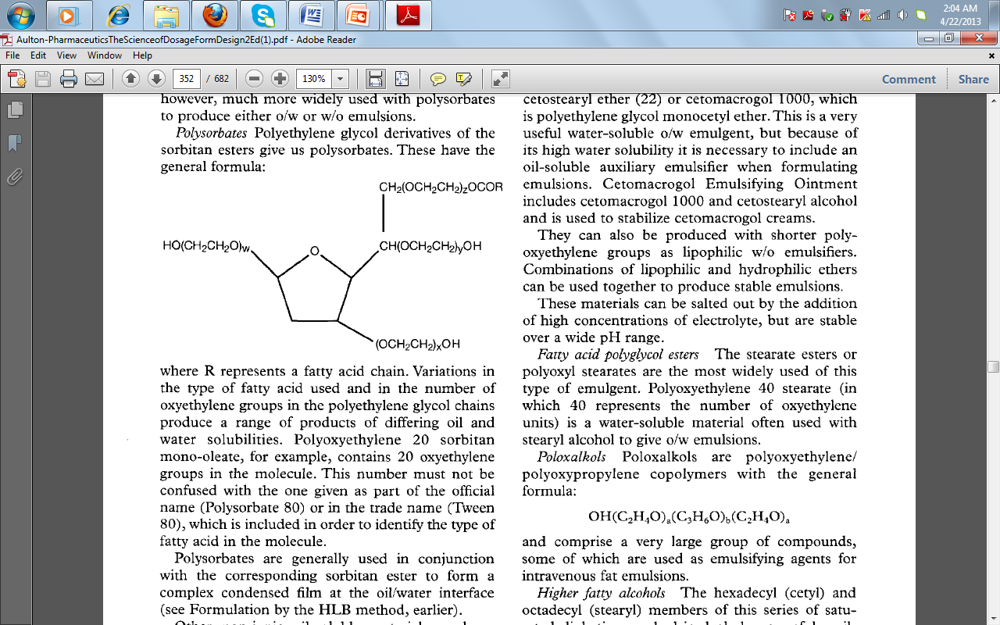 2:04 AM
4/22/2013
Aulton-PharmaceuticsTheScienceofDosageFormDesign2Ed(1).pdf - Adobe Reader
File Edit View Window Help
352 / 682 130% Comment Share
however, much more widely used with polysorbates
to produce either o/w or w/o emulsions.
Polysorbates Polyethylene glycol derivatives of the
sorbitan esters give us polysorbates. These have the
general formula:
CH2(OCH2CH2)zOCOR
HO(CH2CH2O)w
O
CH(OCH2CH2)yOH
(OCH2CH2)xOH
where R represents a fatty acid chain. Variations in
the type of fatty acid used and in the number of
oxyethylene groups in the polyethylene glycol chains
produce a range of products of differing oil and
water solubilities. Polyoxyethylene 20 sorbitan
mono-oleate, for example, contains 20 oxyethylene
groups in the molecule. This number must not be
confused with the one given as part of the official
name (Polysorbate 80) or in the trade name (Tween
80), which is included in order to identify the type of
fatty acid in the molecule.
Polysorbates are generally used in conjunction
with the corresponding sorbitan ester to form a
complex condensed film at the oil/water interface
(see Formulation by the HLB method, earlier).
cetostearyl ether (22) or cetomacrogol 1000, which
is polyethylene glycol monocetyl ether. This is a very
useful water-soluble o/w emulgent, but because of
its high water solubility it is necessary to include an
oil-soluble auxiliary emulsifier when formulating
emulsions. Cetomacrogol Emulsifying Ointment
includes cetomacrogol 1000 and cetostearyl alcohol
and is used to stabilize cetomacrogol creams.
They can also be produced with shorter poly-
oxyethylene groups as lipophilic w/o emulsifiers.
Combinations of lipophilic and hydrophilic ethers
can be used together to produce stable emulsions.
These materials can be salted out by the addition
of high concentrations of electrolyte, but are stable
over a wide pH range.
Fatty acid polyglycol esters The stearate esters or
polyoxyl stearates are the most widely used of this
type of emulgent. Polyoxyethylene 40 stearate (in
which 40 represents the number of oxyethylene
units) is a water-soluble material often used with
stearyl alcohol to give o/w emulsions.
Poloxalkols Poloxalkols are polyoxyethylene/
polyoxypropylene copolymers with the general
formula:
OH(C₂H₄O)ₐ(C₃H₆O)b(C₂H₄O)ₐ
and comprise a very large group of compounds,
some of which are used as emulsifying agents for
intravenous fat emulsions.
Higher fatty alcohols The hexadecyl (cetyl) and
octadecyl (stearyl) members of this series of satu-